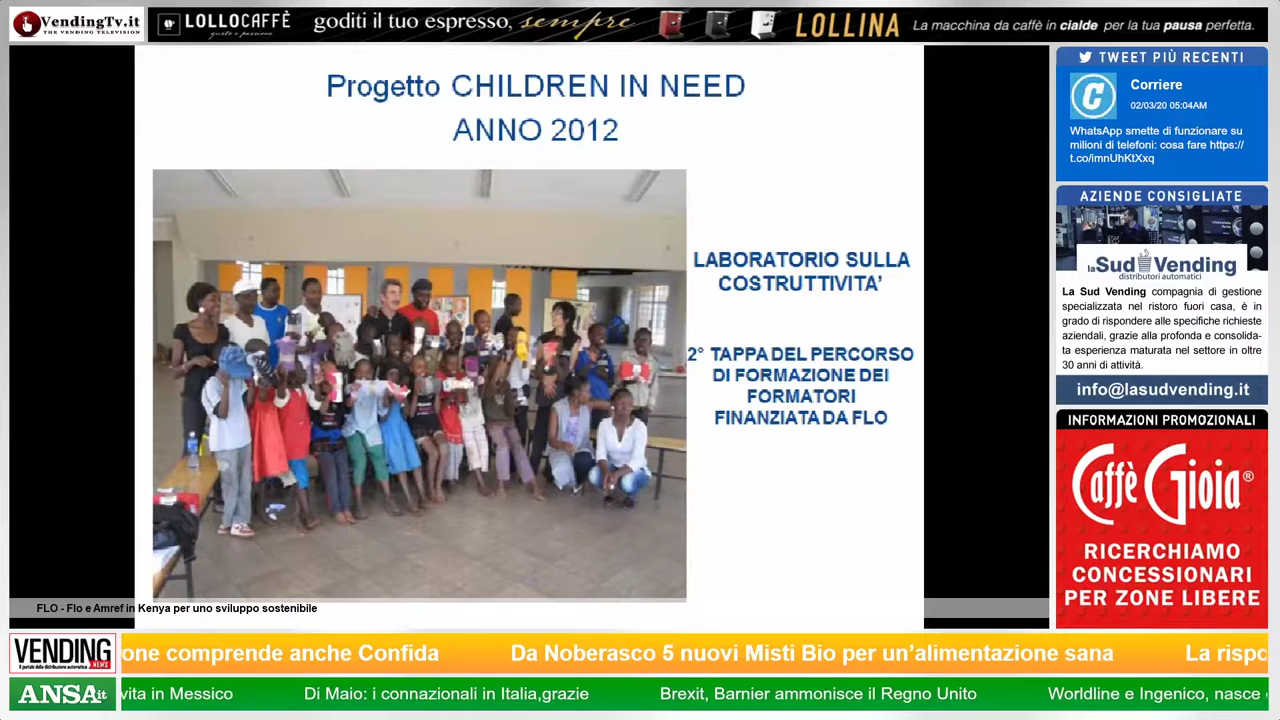 VendingTv.it
THE VENDING TELEVISION
LOLLOCAFFÈ
gusto e passione
goditi il tuo espresso, sempre
LOLLINA
La macchina da caffè in cialde per la tua pausa perfetta.
Progetto CHILDREN IN NEED
ANNO 2012
LABORATORIO SULLA
COSTRUTTIVITA'
2° TAPPA DEL PERCORSO
DI FORMAZIONE DEI
FORMATORI
FINANZIATA DA FLO
FLO - Flo e Amref in Kenya per uno sviluppo sostenibile
TWEET PIÙ RECENTI
Corriere
02/03/20 05:04AM
WhatsApp smette di funzionare su
milioni di telefoni: cosa fare https://
t.co/imnUhKtXxq
AZIENDE CONSIGLIATE
laSud Vending
distributori automatici
La Sud Vending compagnia di gestione
specializzata nel ristoro fuori casa, è in
grado di rispondere alle specifiche richieste
aziendali, grazie alla profonda e consolida-
ta esperienza maturata nel settore in oltre
30 anni di attività.
info@lasudvending.it
INFORMAZIONI PROMOZIONALI
Caffè Gioia®
RICERCHIAMO
CONCESSIONARI
PER ZONE LIBERE
VENDING NEWS
Il portale della distribuzione automatica
one comprende anche Confida Da Noberasco 5 nuovi Misti Bio per un'alimentazione sana La rispo
ANSA.it
vita in Messico Di Maio: i connazionali in Italia,grazie Brexit, Barnier ammonisce il Regno Unito Worldline e Ingenico, nasce